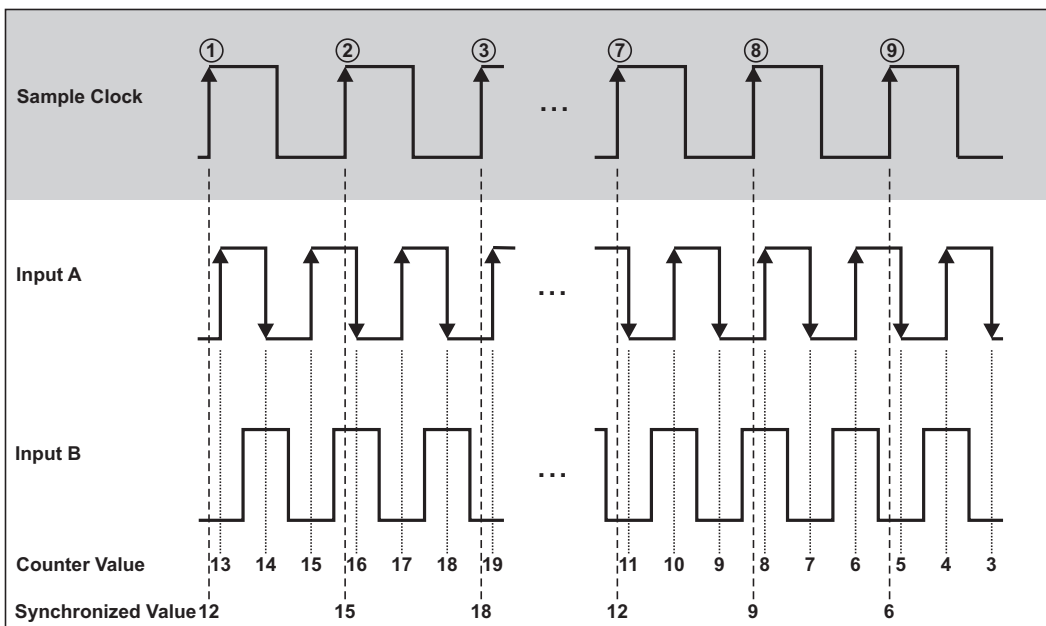 ① ② ③ ⑦ ⑧ ⑨
Sample Clock
...
Input A
...
Input B
...
Counter Value 13 14 15 16 17 18 19 11 10 9 8 7 6 5 4 3
Synchronized Value 12 15 18 12 9 6